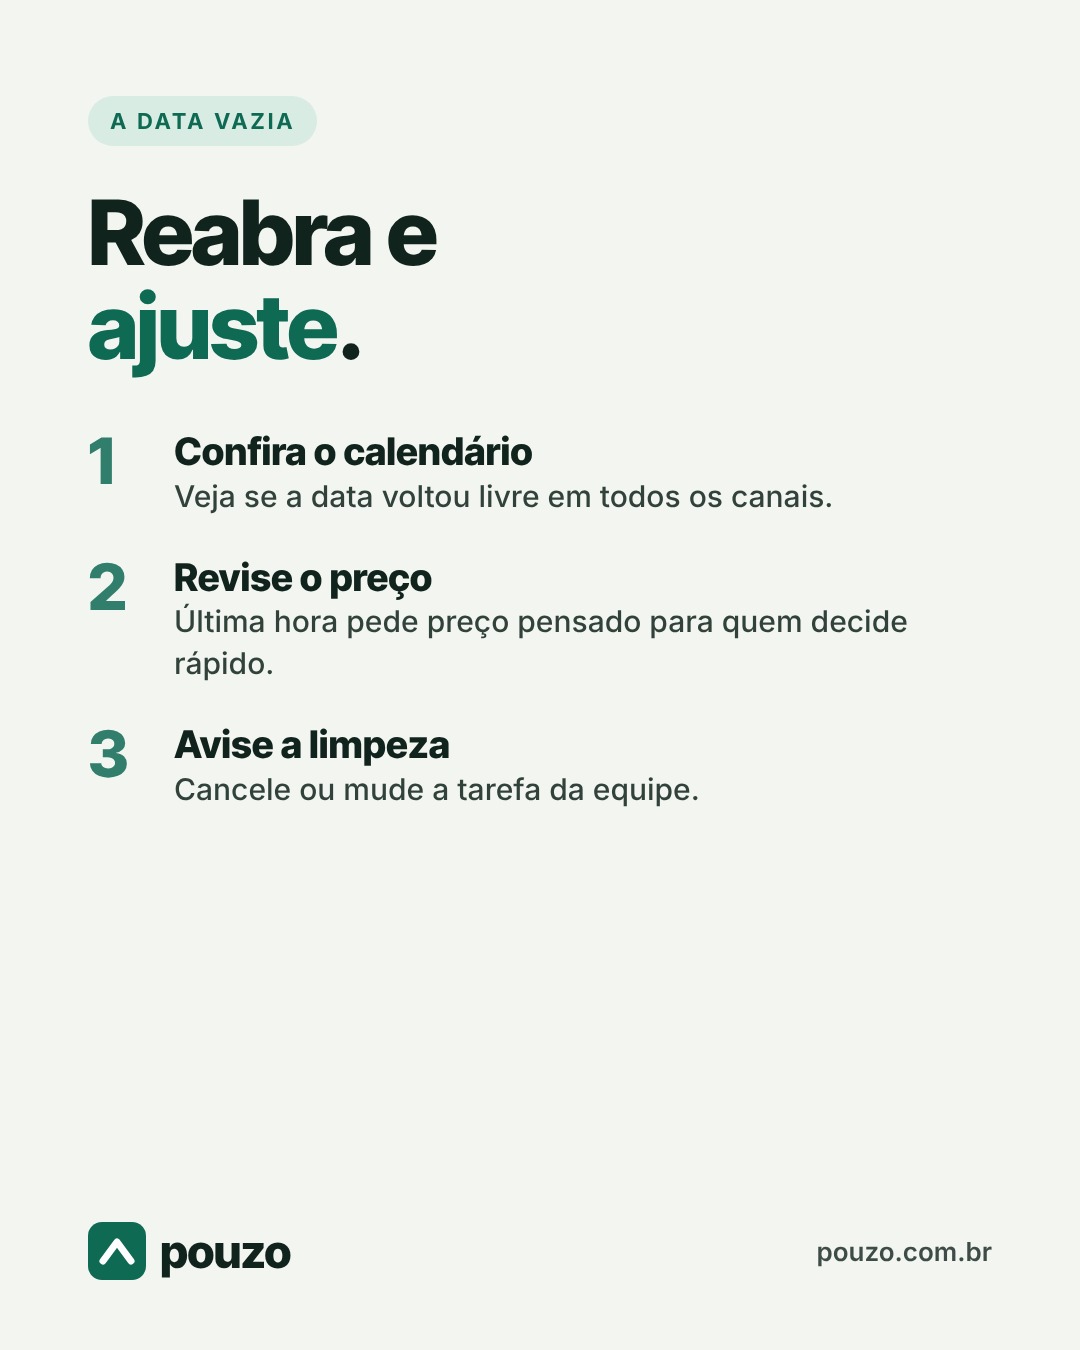 A DATA VAZIA
Reabra e
ajuste.
1 Confira o calendário
Veja se a data voltou livre em todos os canais.
2 Revise o preço
Última hora pede preço pensado para quem decide
rápido.
3 Avise a limpeza
Cancele ou mude a tarefa da equipe.
pouzo
pouzo.com.br